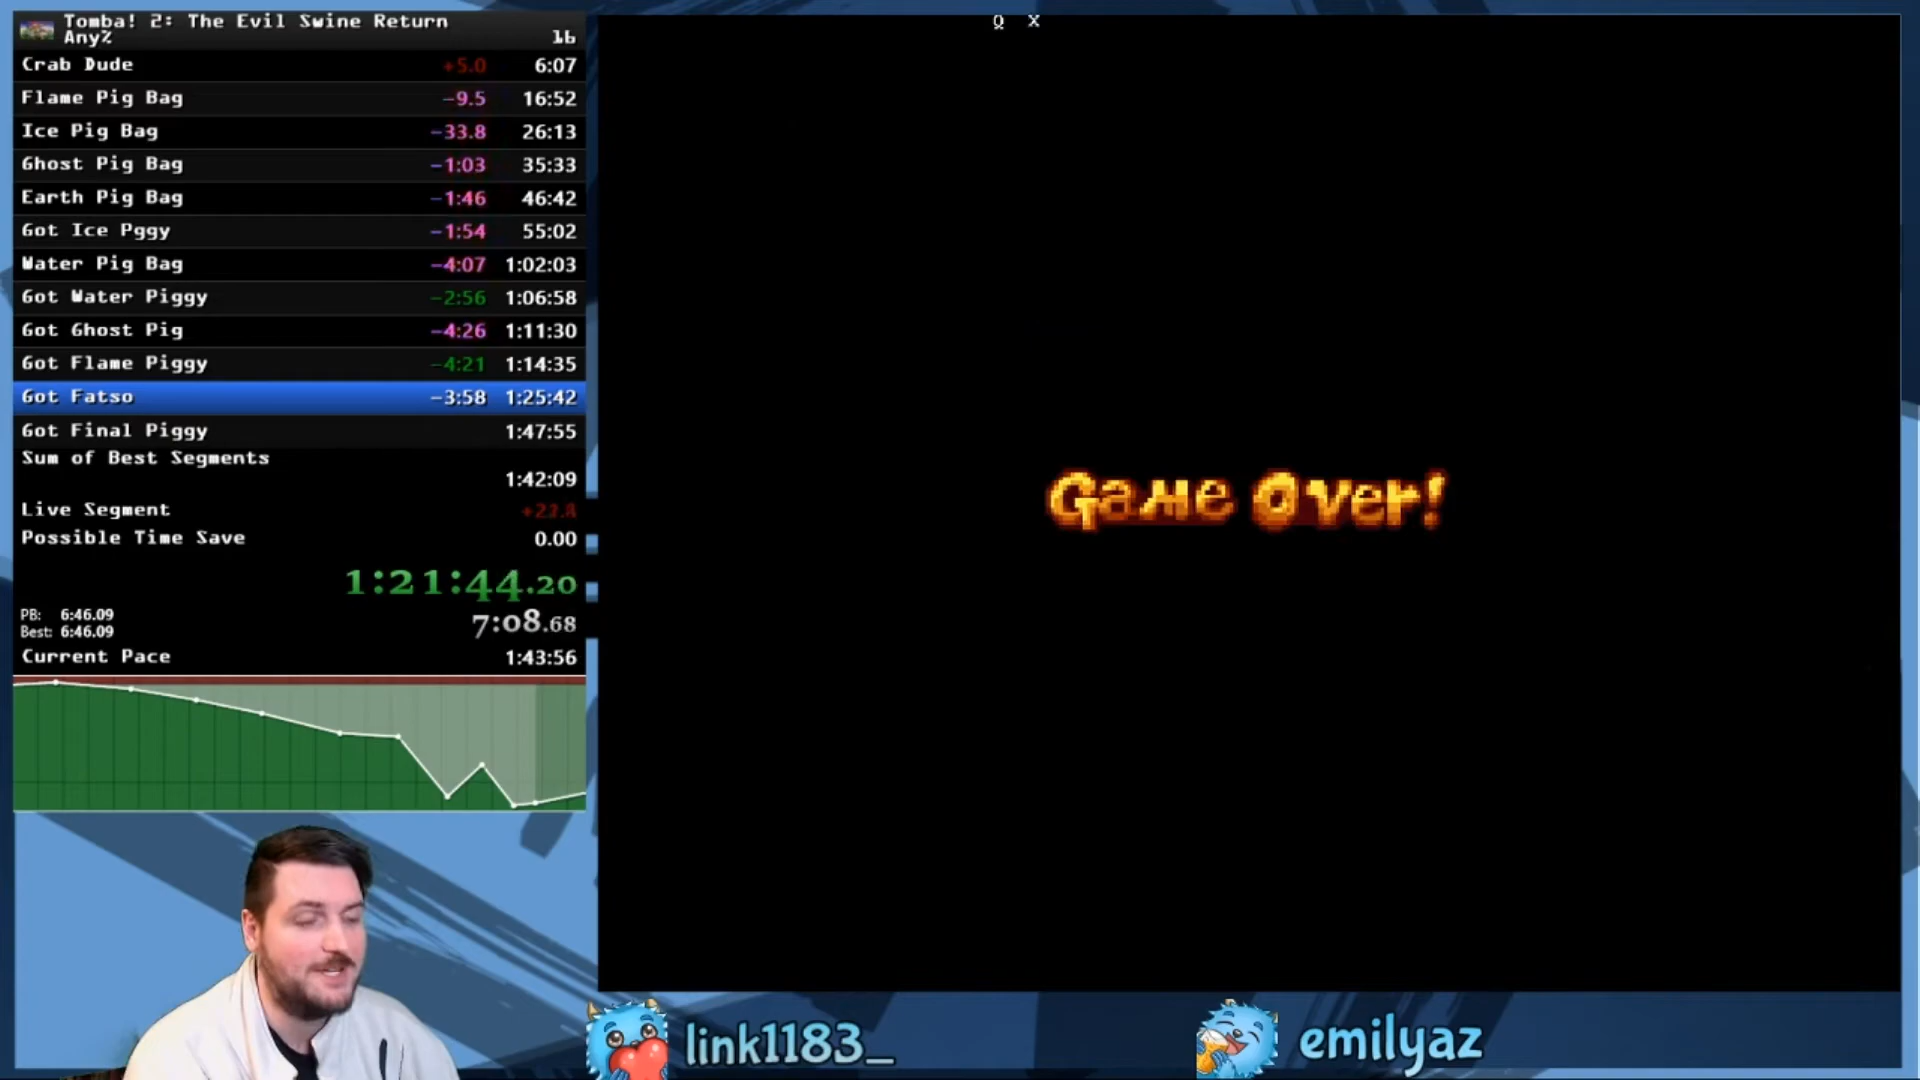 Tomba! 2: The Evil Swine Return
Any% 16
Crab Dude +5.0 6:07
Flame Pig Bag −9.5 16:52
Ice Pig Bag −33.8 26:13
Ghost Pig Bag −1:03 35:33
Earth Pig Bag −1:46 46:42
Got Ice Pggy −1:54 55:02
Water Pig Bag −4:07 1:02:03
Got Water Piggy −2:56 1:06:58
Got Ghost Pig −4:26 1:11:30
Got Flame Piggy −4:21 1:14:35
Got Fatso −3:58 1:25:42
Got Final Piggy 1:47:55
Sum of Best Segments
1:42:09
Live Segment
Possible Time Save 0.00
1:21:44.20
PB: 6:46.09
Best: 6:46.09
7:08.68
Current Pace 1:43:56
Q X
Game Over!
link1183_
emilyaz